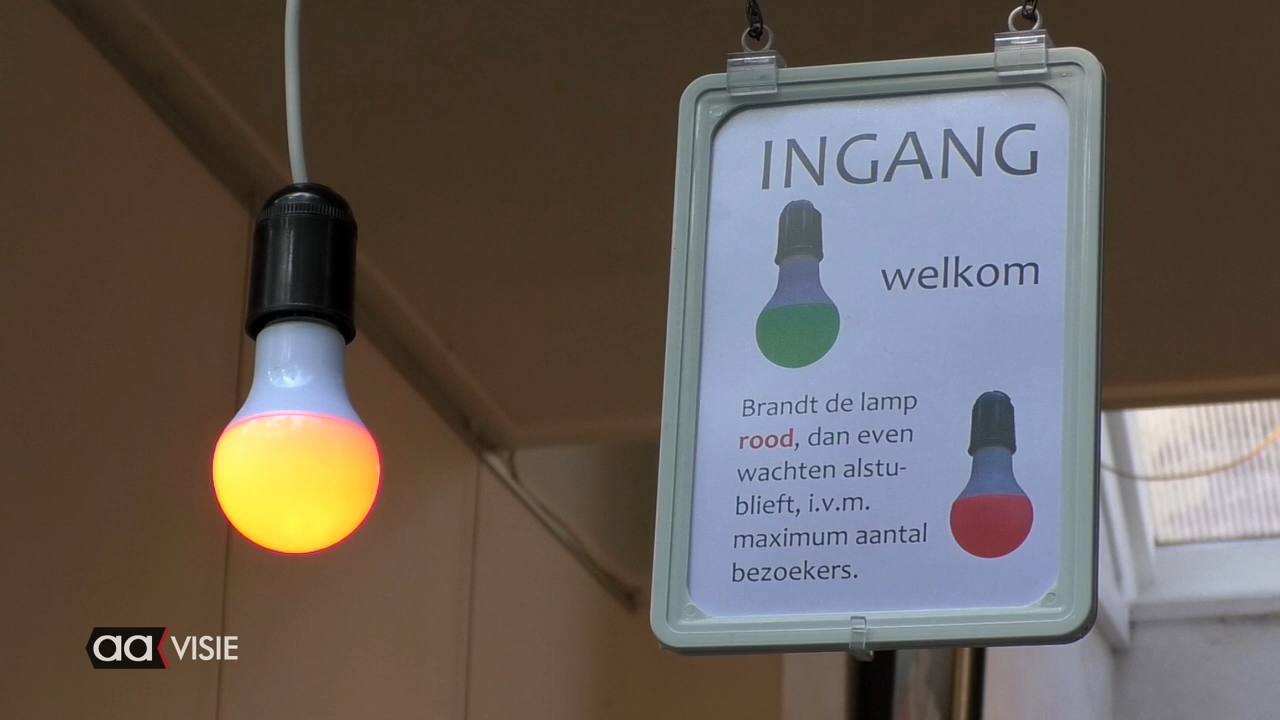 INGANG
welkom
Brandt de lamp
rood, dan even
wachten alstu-
blieft, i.v.m.
maximum aantal
bezoekers.
aa VISIE